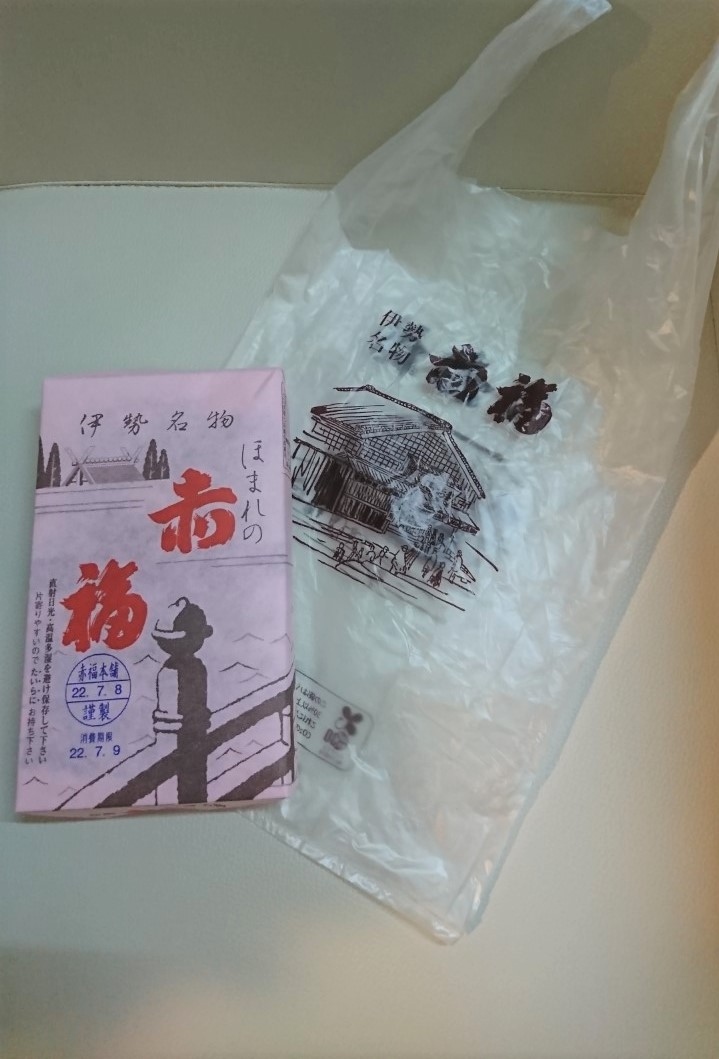 伊勢名物
ほまれの
赤
福
直射日光・高温多湿を避け保存して下さい
片寄りやすいので たいらに お持ち下さい
赤福本舗
22.7.8
謹製
消費期限
22.7.9
伊勢
名物
赤福